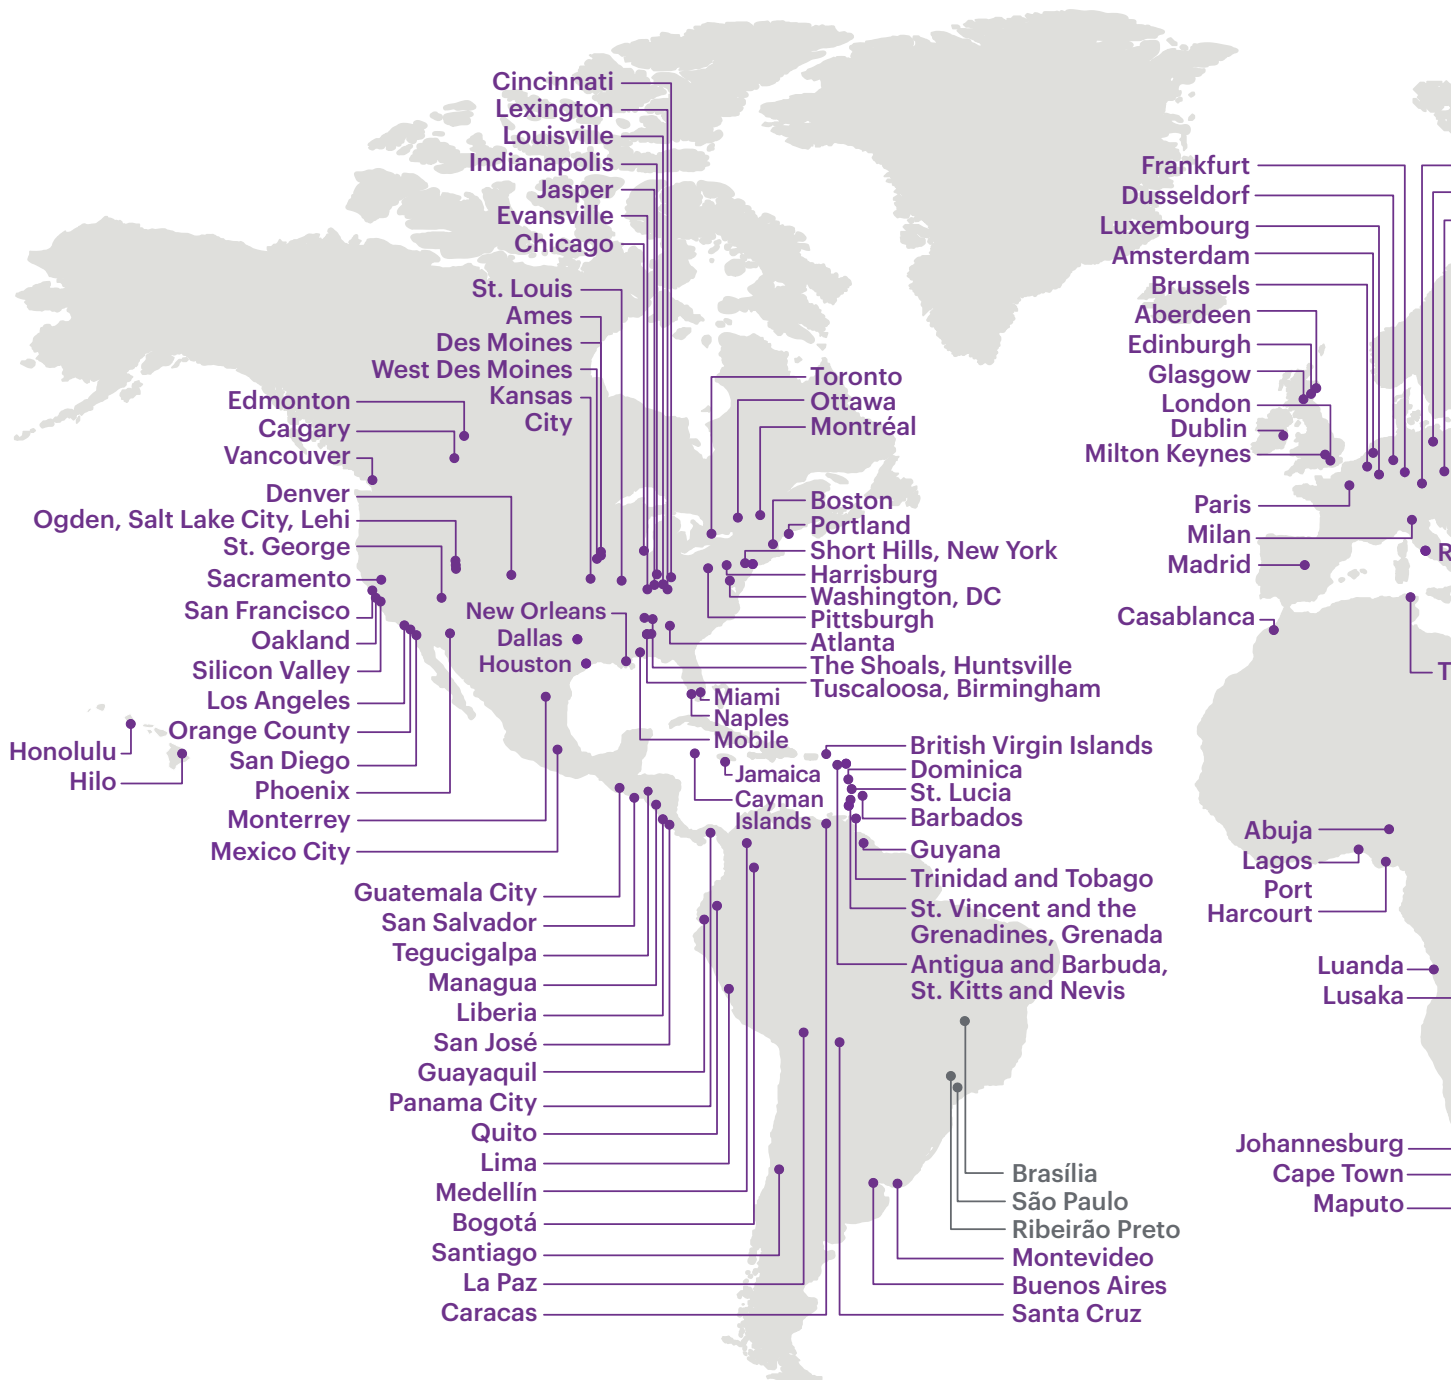 Cincinnati
Lexington
Louisville
Indianapolis
Jasper
Evansville
Chicago
St. Louis
Ames
Des Moines
West Des Moines
Kansas
City
Edmonton
Calgary
Vancouver
Denver
Ogden, Salt Lake City, Lehi
St. George
Sacramento
San Francisco
Oakland
Silicon Valley
Los Angeles
Orange County
San Diego
Phoenix
Monterrey
Mexico City
Honolulu
Hilo
New Orleans
Dallas
Houston
Toronto
Ottawa
Montréal
Boston
Portland
Short Hills, New York
Harrisburg
Washington, DC
Pittsburgh
Atlanta
The Shoals, Huntsville
Tuscaloosa, Birmingham
Miami
Naples
Mobile
Jamaica
Cayman
Islands
British Virgin Islands
Dominica
St. Lucia
Barbados
Guyana
Trinidad and Tobago
St. Vincent and the
Grenadines, Grenada
Antigua and Barbuda,
St. Kitts and Nevis
Guatemala City
San Salvador
Tegucigalpa
Managua
Liberia
San José
Guayaquil
Panama City
Quito
Lima
Medellín
Bogotá
Santiago
La Paz
Caracas
Brasília
São Paulo
Ribeirão Preto
Montevideo
Buenos Aires
Santa Cruz
Frankfurt
Dusseldorf
Luxembourg
Amsterdam
Brussels
Aberdeen
Edinburgh
Glasgow
London
Dublin
Milton Keynes
Paris
Milan
Madrid
Casablanca
Abuja
Lagos
Port
Harcourt
Luanda
Lusaka
Johannesburg
Cape Town
Maputo